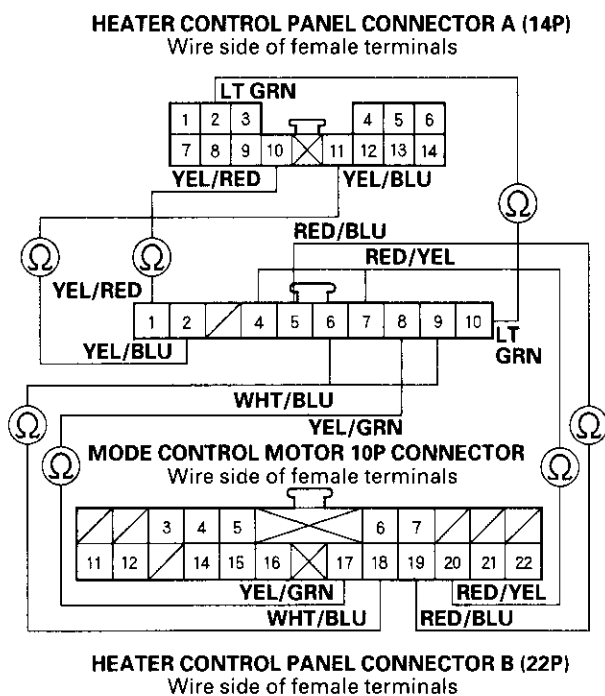 HEATER CONTROL PANEL CONNECTOR A (14P)
Wire side of female terminals
LT GRN
1 2 3 4 5 6
7 8 9 10 11 12 13 14
YEL/RED YEL/BLU
Ω
RED/BLU
Ω Ω RED/YEL
YEL/RED
1 2 4 5 6 7 8 9 10
YEL/BLU LT
GRN
WHT/BLU
Ω YEL/GRN Ω
Ω MODE CONTROL MOTOR 10P CONNECTOR Ω
Wire side of female terminals
3 4 5 6 7
11 12 14 15 16 17 18 19 20 21 22
YEL/GRN RED/YEL
WHT/BLU RED/BLU
HEATER CONTROL PANEL CONNECTOR B (22P)
Wire side of female terminals